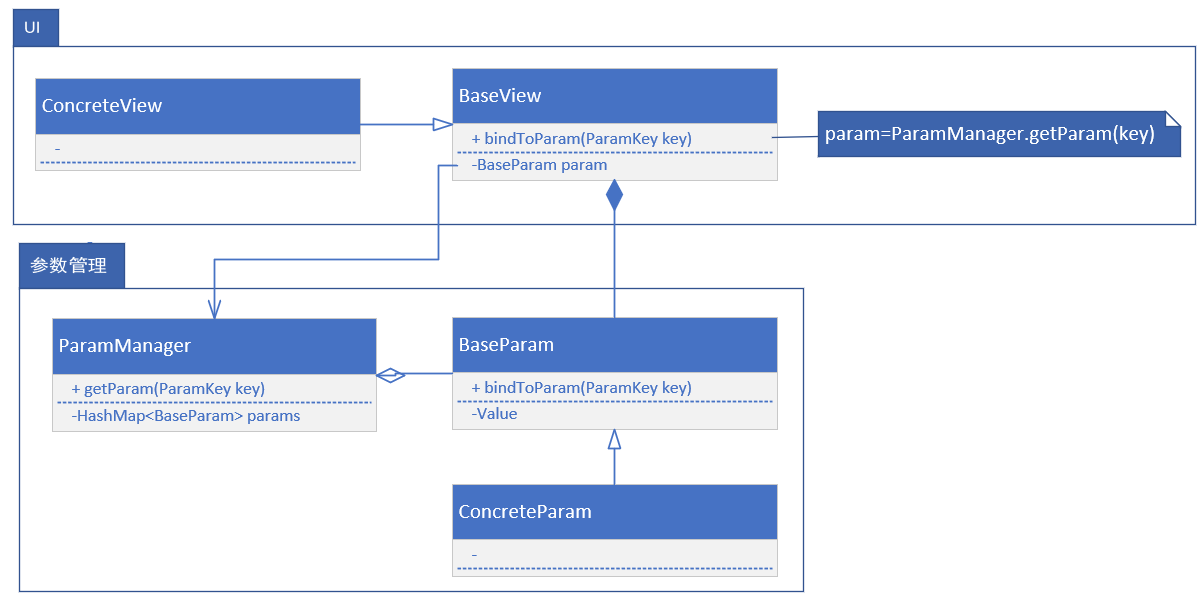 UI
ConcreteView
-
BaseView
+ bindToParam(ParamKey key)
-BaseParam param
param=ParamManager.getParam(key)
参数管理
ParamManager
+ getParam(ParamKey key)
-HashMap<BaseParam> params
BaseParam
+ bindToParam(ParamKey key)
-Value
ConcreteParam
-